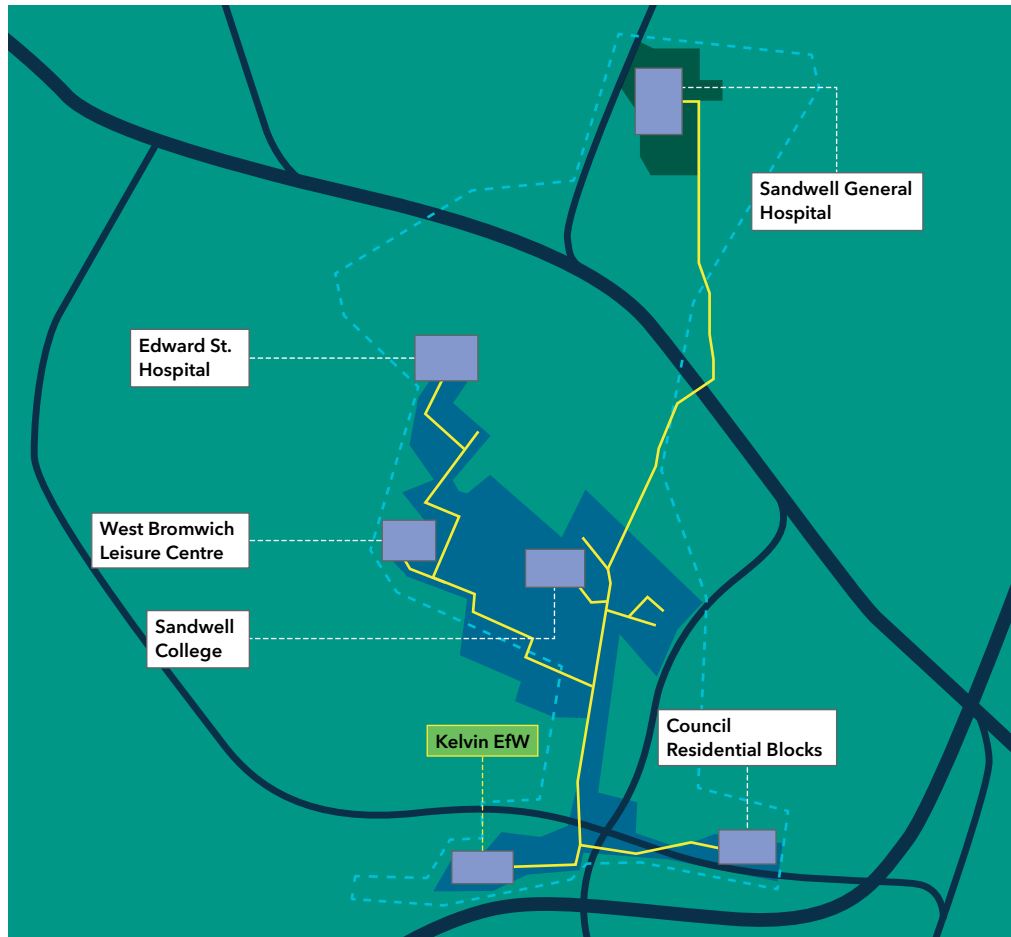 Sandwell General
Hospital
Edward St.
Hospital
West Bromwich
Leisure Centre
Sandwell
College
Kelvin EfW
Council
Residential Blocks